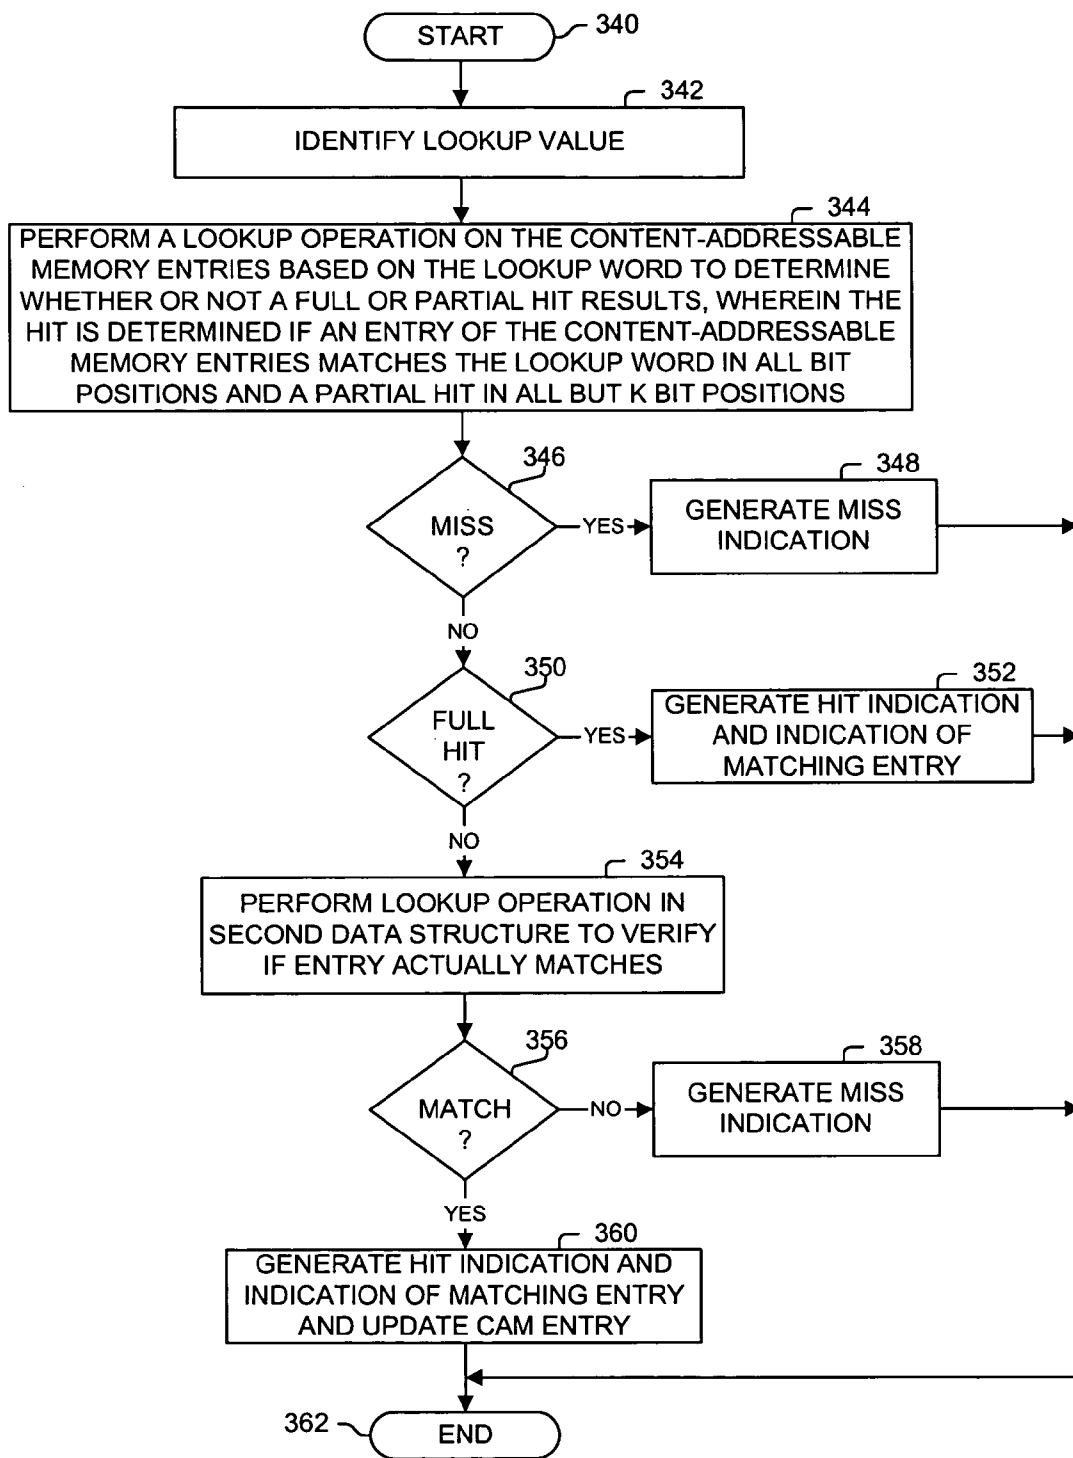 START
340
342
IDENTIFY LOOKUP VALUE
344
PERFORM A LOOKUP OPERATION ON THE CONTENT-ADDRESSABLE
MEMORY ENTRIES BASED ON THE LOOKUP WORD TO DETERMINE
WHETHER OR NOT A FULL OR PARTIAL HIT RESULTS, WHEREIN THE
HIT IS DETERMINED IF AN ENTRY OF THE CONTENT-ADDRESSABLE
MEMORY ENTRIES MATCHES THE LOOKUP WORD IN ALL BIT
POSITIONS AND A PARTIAL HIT IN ALL BUT K BIT POSITIONS
346
MISS
?
YES
348
GENERATE MISS
INDICATION
NO
350
FULL
HIT
?
YES
352
GENERATE HIT INDICATION
AND INDICATION OF
MATCHING ENTRY
NO
354
PERFORM LOOKUP OPERATION IN
SECOND DATA STRUCTURE TO VERIFY
IF ENTRY ACTUALLY MATCHES
356
MATCH
?
NO
358
GENERATE MISS
INDICATION
YES
360
GENERATE HIT INDICATION AND
INDICATION OF MATCHING ENTRY
AND UPDATE CAM ENTRY
362
END